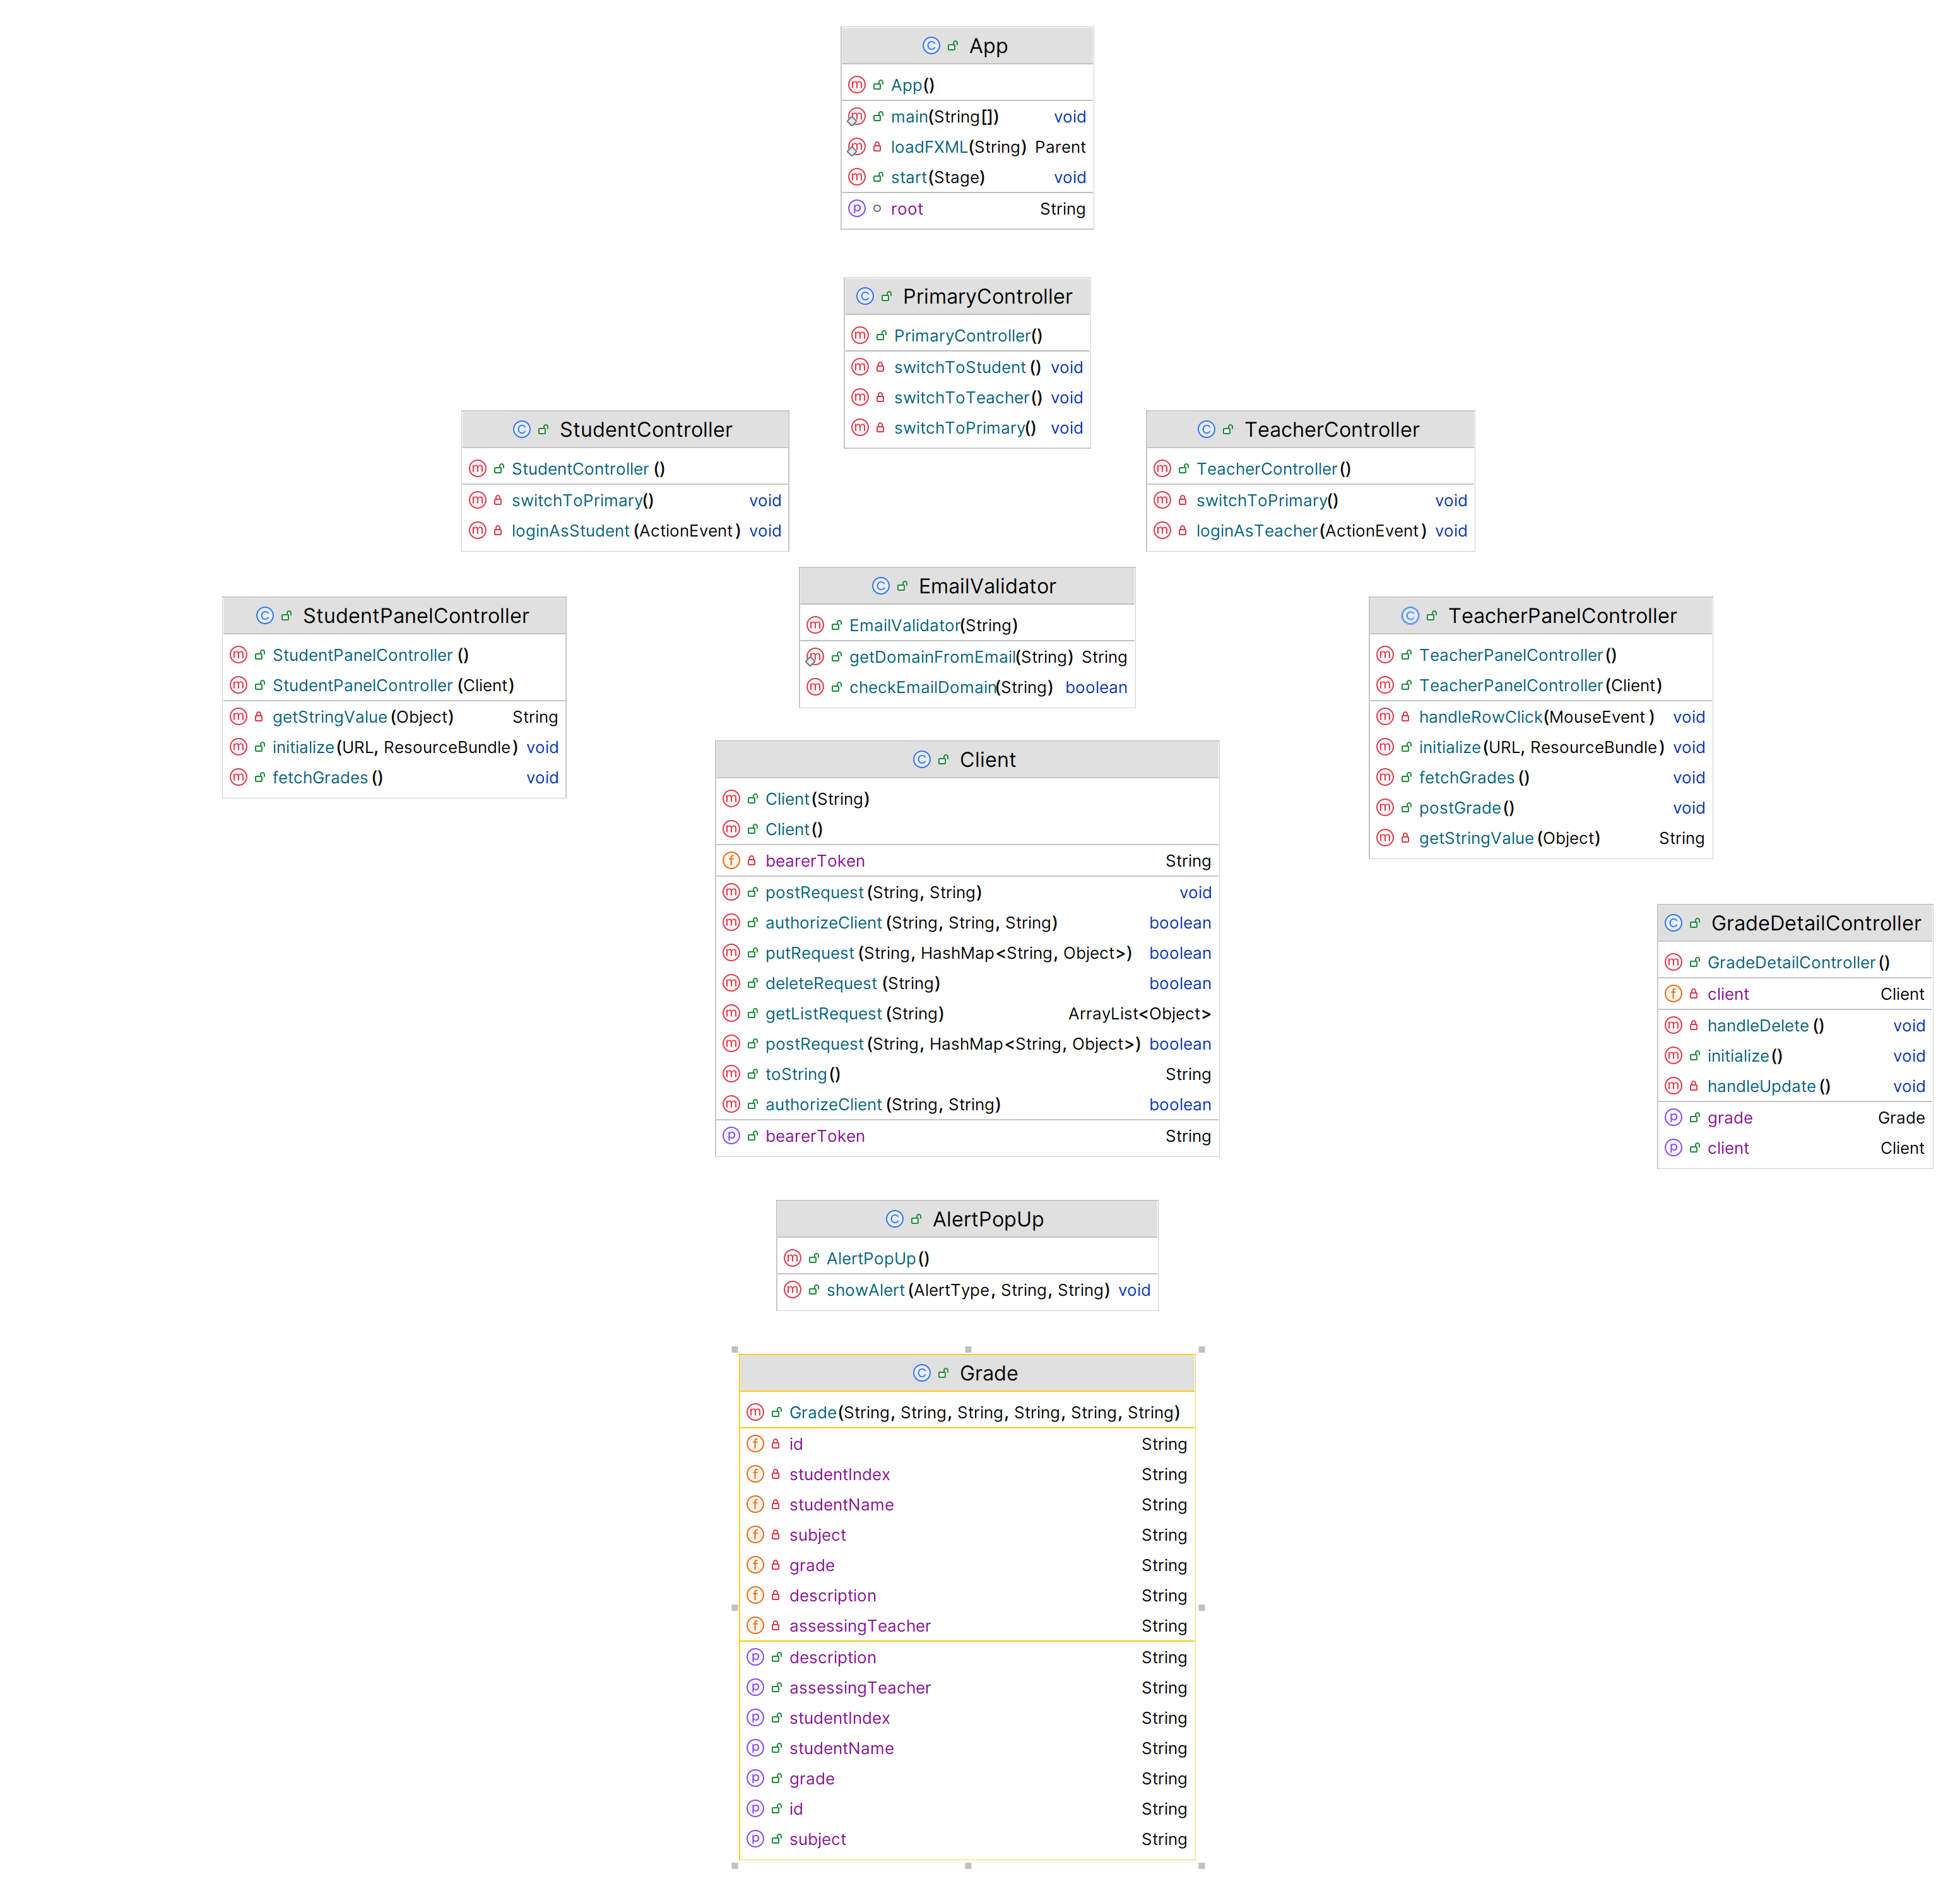 App
App()
main(String[]) void
loadFXML(String) Parent
start(Stage) void
root String
PrimaryController
PrimaryController()
switchToStudent () void
switchToTeacher() void
switchToPrimary() void
StudentController
StudentController ()
switchToPrimary() void
loginAsStudent (ActionEvent) void
TeacherController
TeacherController()
switchToPrimary() void
loginAsTeacher(ActionEvent) void
EmailValidator
EmailValidator(String)
getDomainFromEmail(String) String
checkEmailDomain(String) boolean
StudentPanelController
StudentPanelController ()
StudentPanelController (Client)
getStringValue (Object) String
initialize(URL, ResourceBundle) void
fetchGrades () void
TeacherPanelController
TeacherPanelController()
TeacherPanelController(Client)
handleRowClick(MouseEvent ) void
initialize(URL, ResourceBundle) void
fetchGrades () void
postGrade() void
getStringValue (Object) String
Client
Client(String)
Client()
bearerToken String
postRequest (String, String) void
authorizeClient (String, String, String) boolean
putRequest (String, HashMap<String, Object>) boolean
deleteRequest (String) boolean
getListRequest (String) ArrayList<Object>
postRequest (String, HashMap<String, Object>) boolean
toString() String
authorizeClient (String, String) boolean
bearerToken String
GradeDetailController
GradeDetailController ()
client Client
handleDelete () void
initialize() void
handleUpdate () void
grade Grade
client Client
AlertPopUp
AlertPopUp()
showAlert (AlertType, String, String) void
Grade
Grade(String, String, String, String, String, String)
id String
studentIndex String
studentName String
subject String
grade String
description String
assessingTeacher String
description String
assessingTeacher String
studentIndex String
studentName String
grade String
id String
subject String